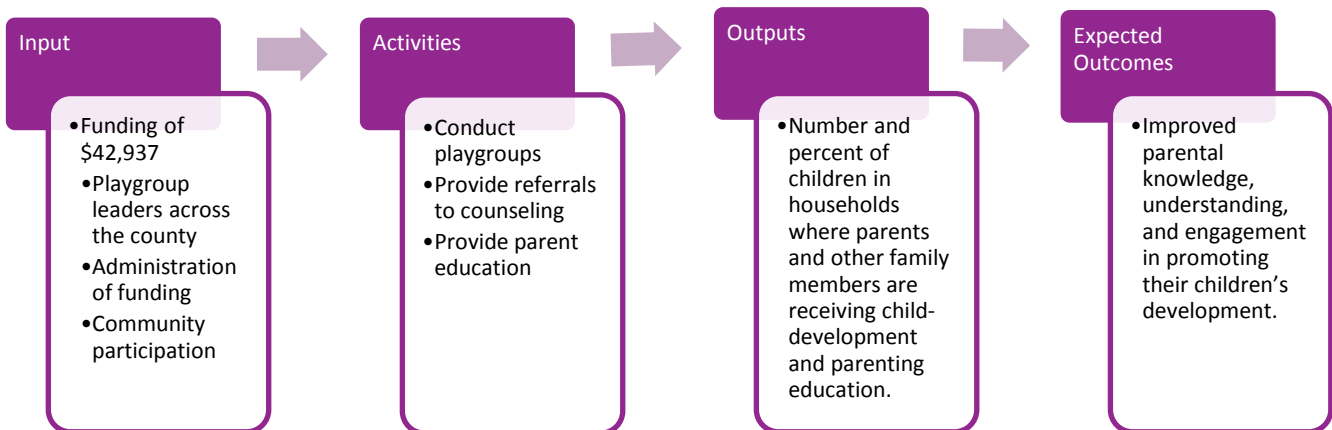 Input
•Funding of
$42,937
•Playgroup
leaders across
the county
•Administration
of funding
•Community
participation
Activities
•Conduct
playgroups
•Provide referrals
to counseling
•Provide parent
education
Outputs
•Number and
percent of
children in
households
where parents
and other family
members are
receiving child-
development
and parenting
education.
Expected
Outcomes
•Improved
parental
knowledge,
understanding,
and engagement
in promoting
their children’s
development.